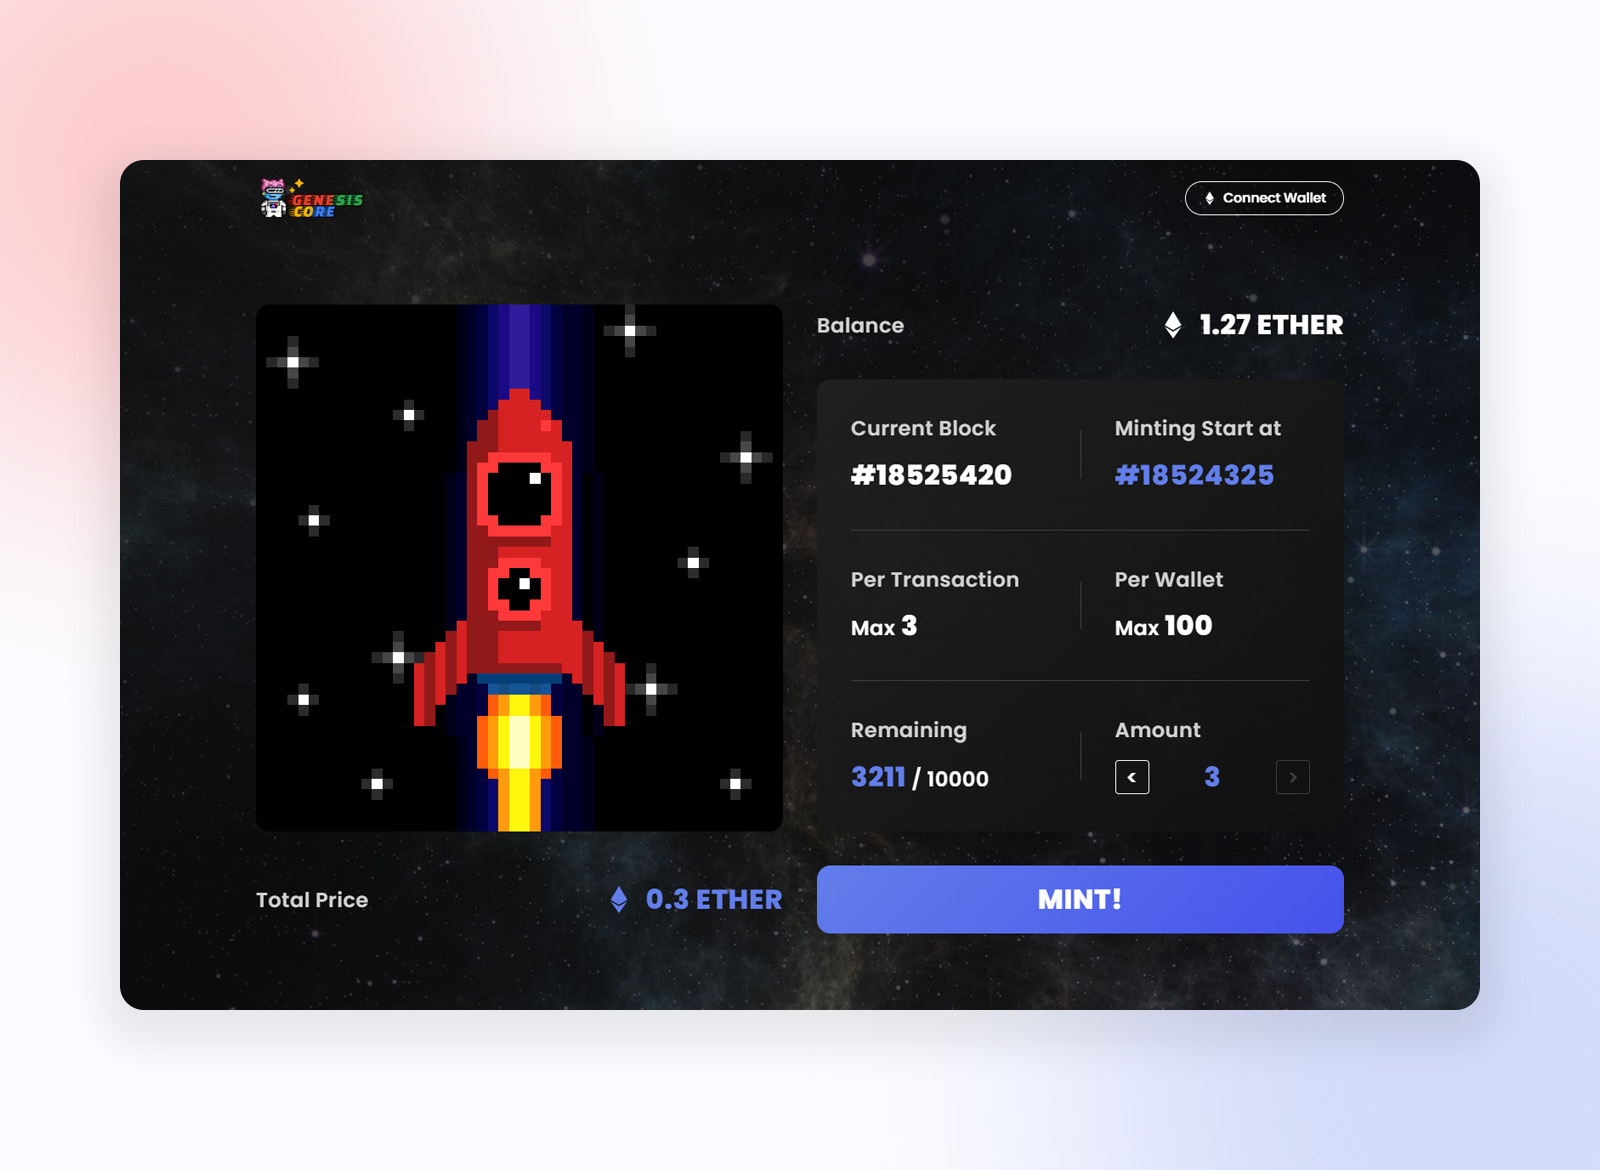 GENESIS
CORE
Connect Wallet
Balance
1.27 ETHER
Current Block
#18525420
Minting Start at
#18524325
Per Transaction
Max 3
Per Wallet
Max 100
Remaining
3211 / 10000
Amount
< 3 >
Total Price
0.3 ETHER
MINT!